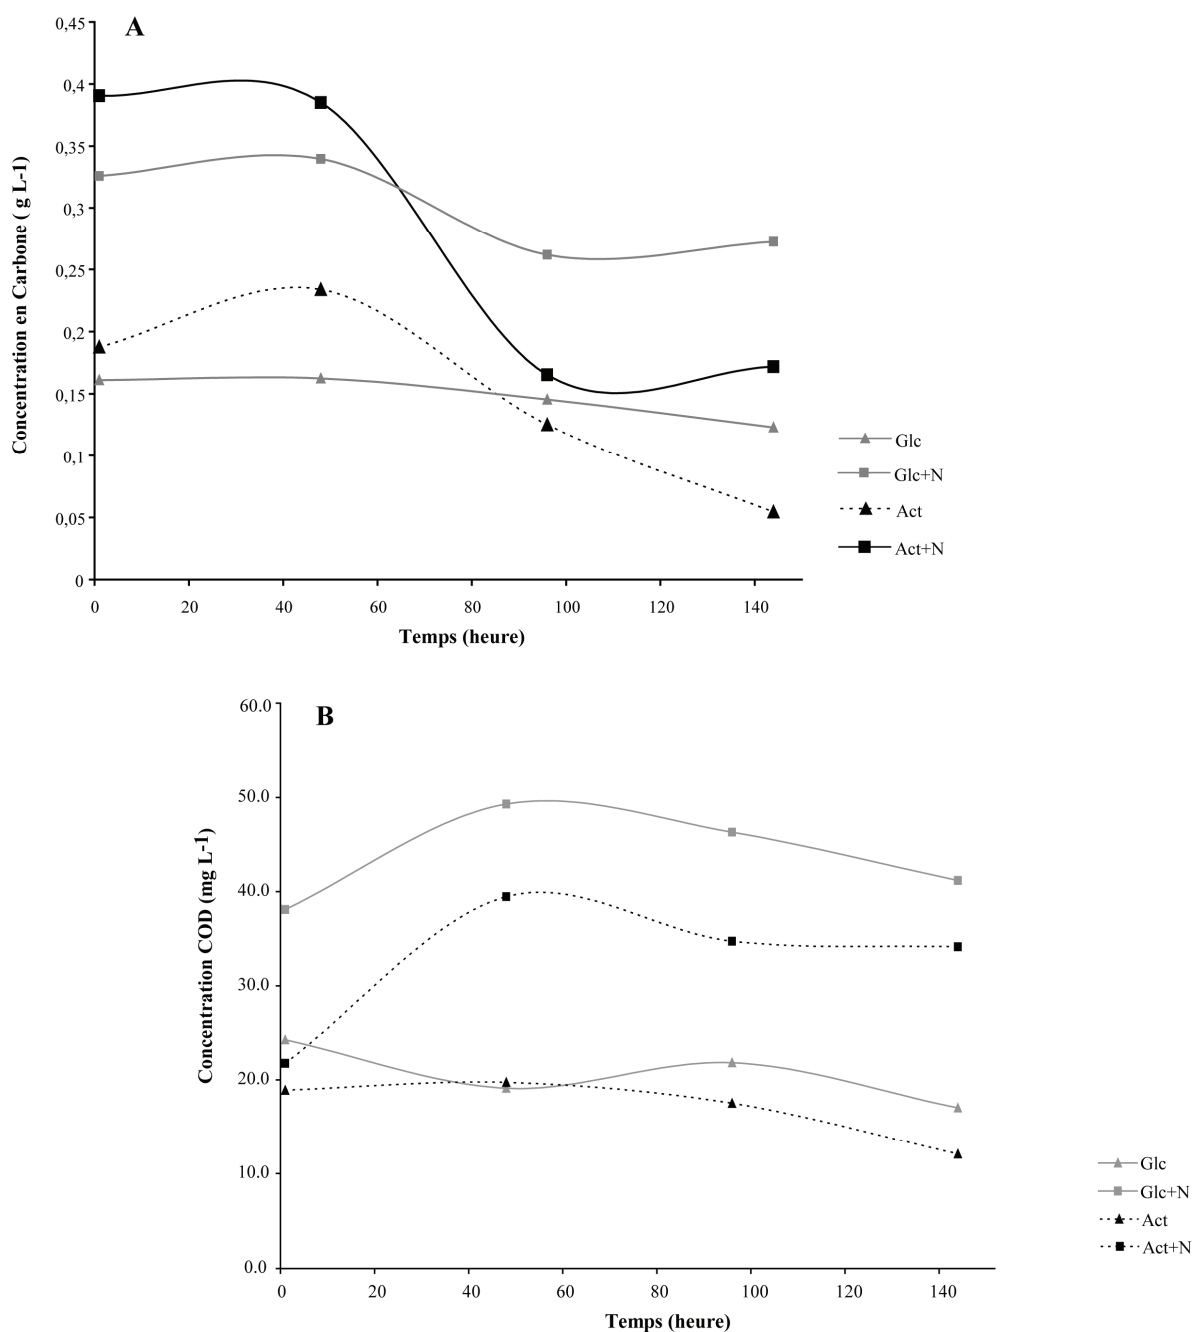 A
Concentration en Carbone ( g L-1)
0,45
0,4
0,35
0,3
0,25
0,2
0,15
0,1
0,05
0
0 20 40 60 80 100 120 140
Temps (heure)
Glc
Glc+N
Act
Act+N
B
Concentration COD (mg L-1)
60.0
50.0
40.0
30.0
20.0
10.0
0.0
0 20 40 60 80 100 120 140
Temps (heure)
Glc
Glc+N
Act
Act+N